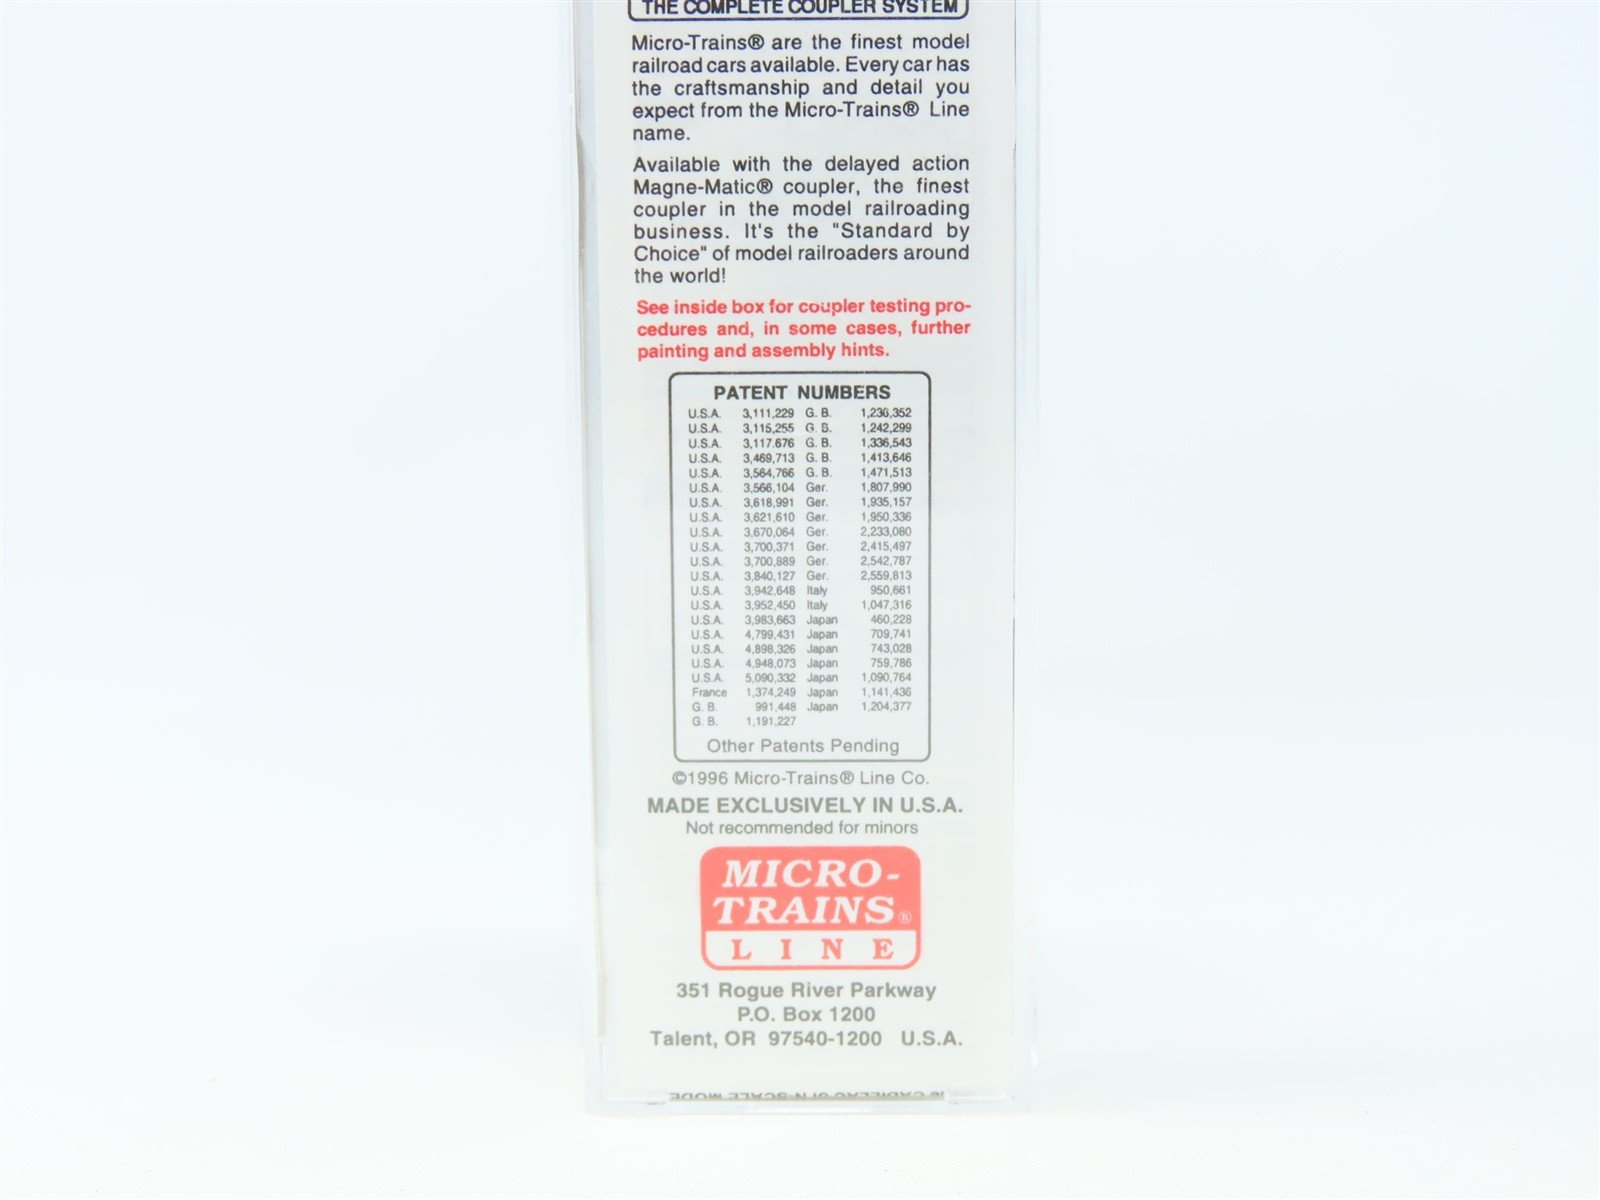 THE COMPLETE COUPLER SYSTEM
Micro-Trains® are the finest model
railroad cars available. Every car has
the craftsmanship and detail you
expect from the Micro-Trains® Line
name.
Available with the delayed action
Magne-Matic® coupler, the finest
coupler in the model railroading
business. It's the "Standard by
Choice" of model railroaders around
the world!
See inside box for coupler testing pro-
cedures and, in some cases, further
painting and assembly hints.
PATENT NUMBERS
U.S.A. 3,111,229 G. B. 1,236,352
U.S.A. 3,115,255 G. B. 1,242,299
U.S.A. 3,117.676 G. B. 1,336,543
U.S.A. 3,469,713 G. B. 1,413,646
U.S.A. 3,564,766 G. B. 1,471,513
U.S.A. 3,566,104 Ger. 1,807,990
U.S.A. 3,618,991 Ger. 1,935,157
U.S.A. 3,621,610 Ger. 1,950,336
U.S.A. 3,670,064 Ger. 2,233,080
U.S.A. 3,700,371 Ger. 2,415,497
U.S.A. 3,700,889 Ger. 2,542,787
U.S.A. 3,840,127 Ger. 2,559,813
U.S.A. 3,942,648 Italy 950,661
U.S.A. 3,952,450 Italy 1,047,316
U.S.A. 3,983,663 Japan 460,228
U.S.A. 4,799,431 Japan 709,741
U.S.A. 4,898,326 Japan 743,028
U.S.A. 4,948,073 Japan 759,786
U.S.A. 5,090,332 Japan 1,090,764
France 1,374,249 Japan 1,141,436
G. B. 991,448 Japan 1,204,377
G. B. 1,191,227
Other Patents Pending
©1996 Micro-Trains® Line Co.
MADE EXCLUSIVELY IN U.S.A.
Not recommended for minors
MICRO-
TRAINS®
LINE
351 Rogue River Parkway
P.O. Box 1200
Talent, OR 97540-1200 U.S.A.